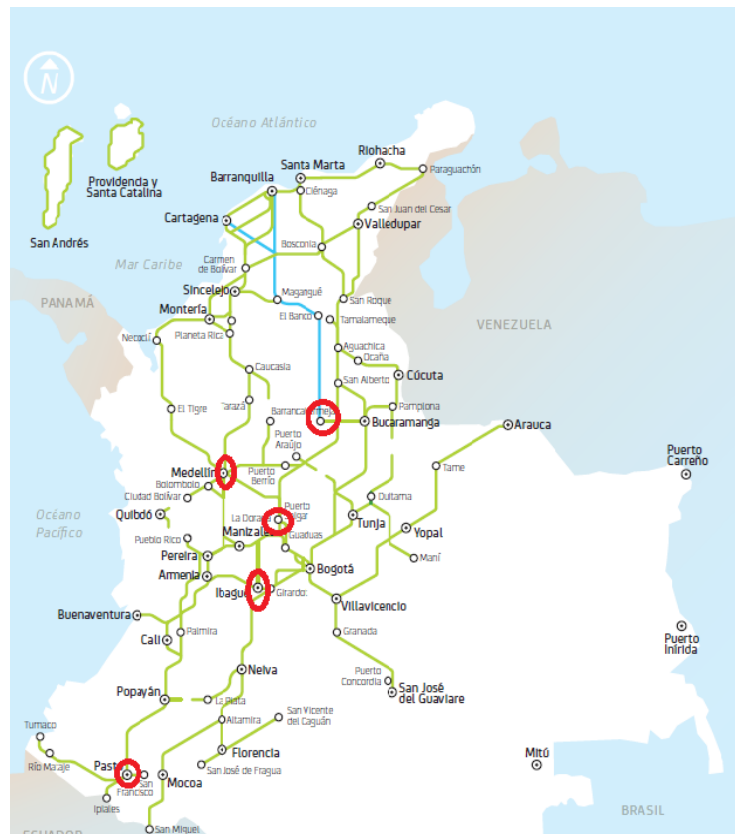 N
Océano Atlántico
Riohacha
Santa Marta
Paraguachón
Barranquilla
Ciénaga
Providencia y
Santa Catalina
San Juan del Cesar
Cartagena
Valledupar
San Andrés
Bosconia
Carmen
de Bolívar
Mar Caribe
Sincelejo
Magangué
San Roque
PANAMÁ
Montería
El Banco
Tamalameque
VENEZUELA
Necoclí
Planeta Rica
Aguachica
Ocaña
Caucasia
San Alberto
Cúcuta
El Tigre
Pamplona
Bucaramanga
Arauca
Puerto
Araújo
Puerto
Carreño
Medellín
Puerto
Berrío
Tame
Bolombolo
Ciudad Bolívar
Duitama
Océano
Pacífico
Quibdó
Puerto
La Dorada
Tunja
Yopal
Manizales
Guaduas
Pueblo Rico
Pereira
Maní
Armenia
Bogotá
Ibagué
Girardot
Villavicencio
Buenaventura
Palmira
Granada
Cali
Puerto
Inírida
Neiva
Puerto
Concordia
San José
del Guaviare
Popayán
La Plata
San Vicente
del Caguán
Altamira
Tumaco
Florencia
Río Mataje
Pasto
San
Francisco
Mocoa
San José de Fragua
Mitú
Ipiales
BRASIL
San Miguel
ECUADOR